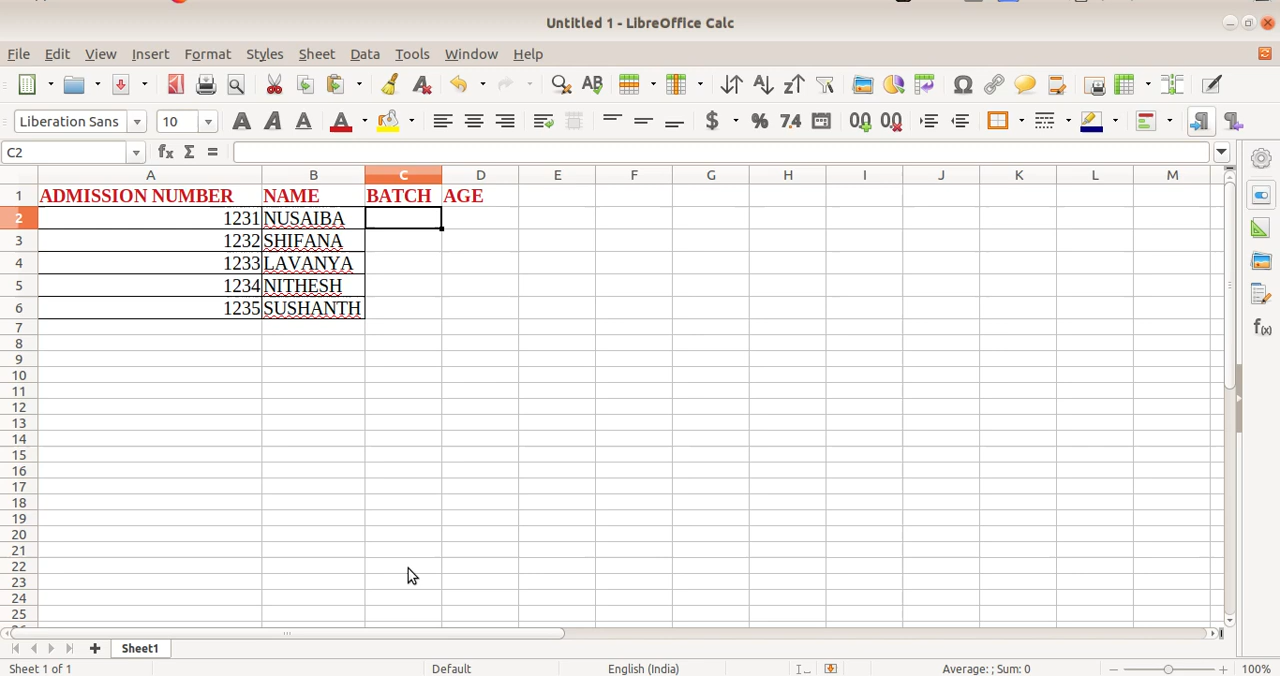 Untitled 1 - LibreOffice Calc
File Edit View Insert Format Styles Sheet Data Tools Window Help
Liberation Sans 10
C2
A B C D E F G H I J K L M
1 ADMISSION NUMBER NAME BATCH AGE
2 1231 NUSAIBA
3 1232 SHIFANA
4 1233 LAVANYA
5 1234 NITHESH
6 1235 SUSHANTH
7
8
9
10
11
12
13
14
15
16
17
18
19
20
21
22
23
24
25
Sheet1
Sheet 1 of 1 Default English (India) Average: ; Sum: 0 100%